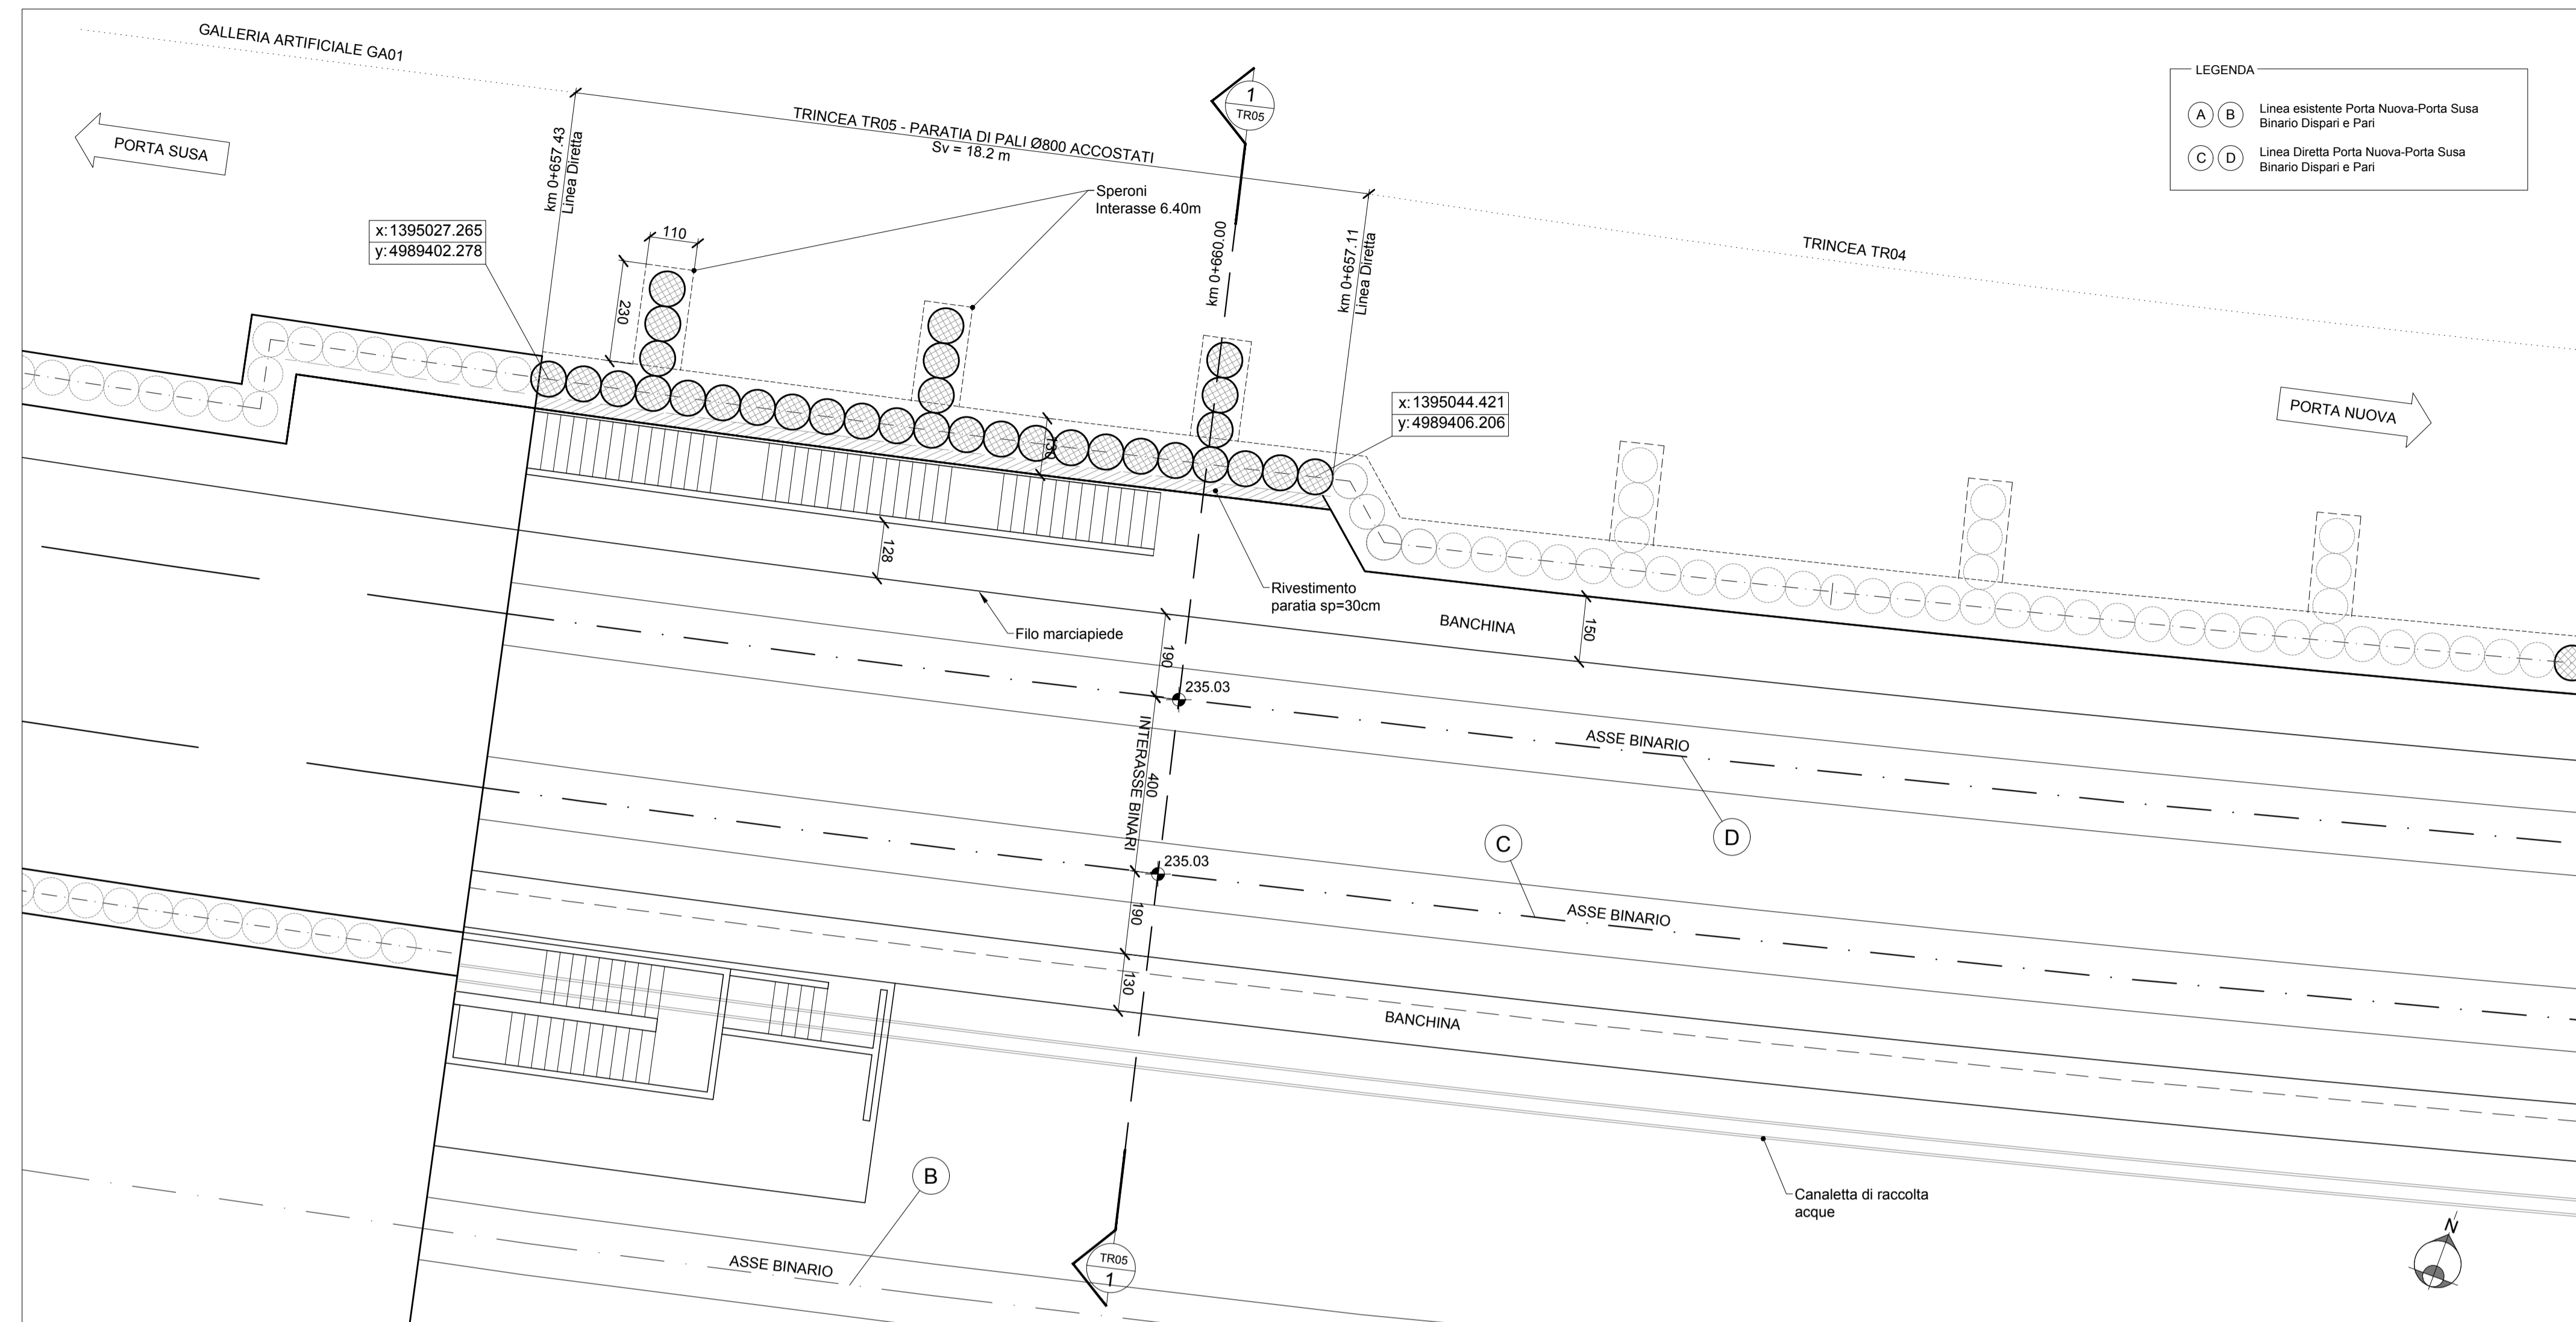 GALLERIA ARTIFICIALE GA01
PORTA SUSA
km 0+657.43
Linea Diretta
TRINCEA TR05 - PARATIA DI PALI Ø800 ACCOSTATI
Sv = 18.2 m
1
TR05
LEGENDA
A B Linea esistente Porta Nuova-Porta Susa
Binario Dispari e Pari
C D Linea Diretta Porta Nuova-Porta Susa
Binario Dispari e Pari
Speroni
Interasse 6.40m
x:1395027.265
y:4989402.278
110
230
km 0+660.00
km 0+657.11
Linea Diretta
TRINCEA TR04
x:1395044.421
y:4989406.206
PORTA NUOVA
130
128
Rivestimento
paratia sp=30cm
Filo marciapiede
BANCHINA
150
190
235.03
INTERASSE BINARI
400
ASSE BINARIO
D
C
235.03
ASSE BINARIO
190
130
BANCHINA
B
Canaletta di raccolta
acque
N
ASSE BINARIO
TR05
1